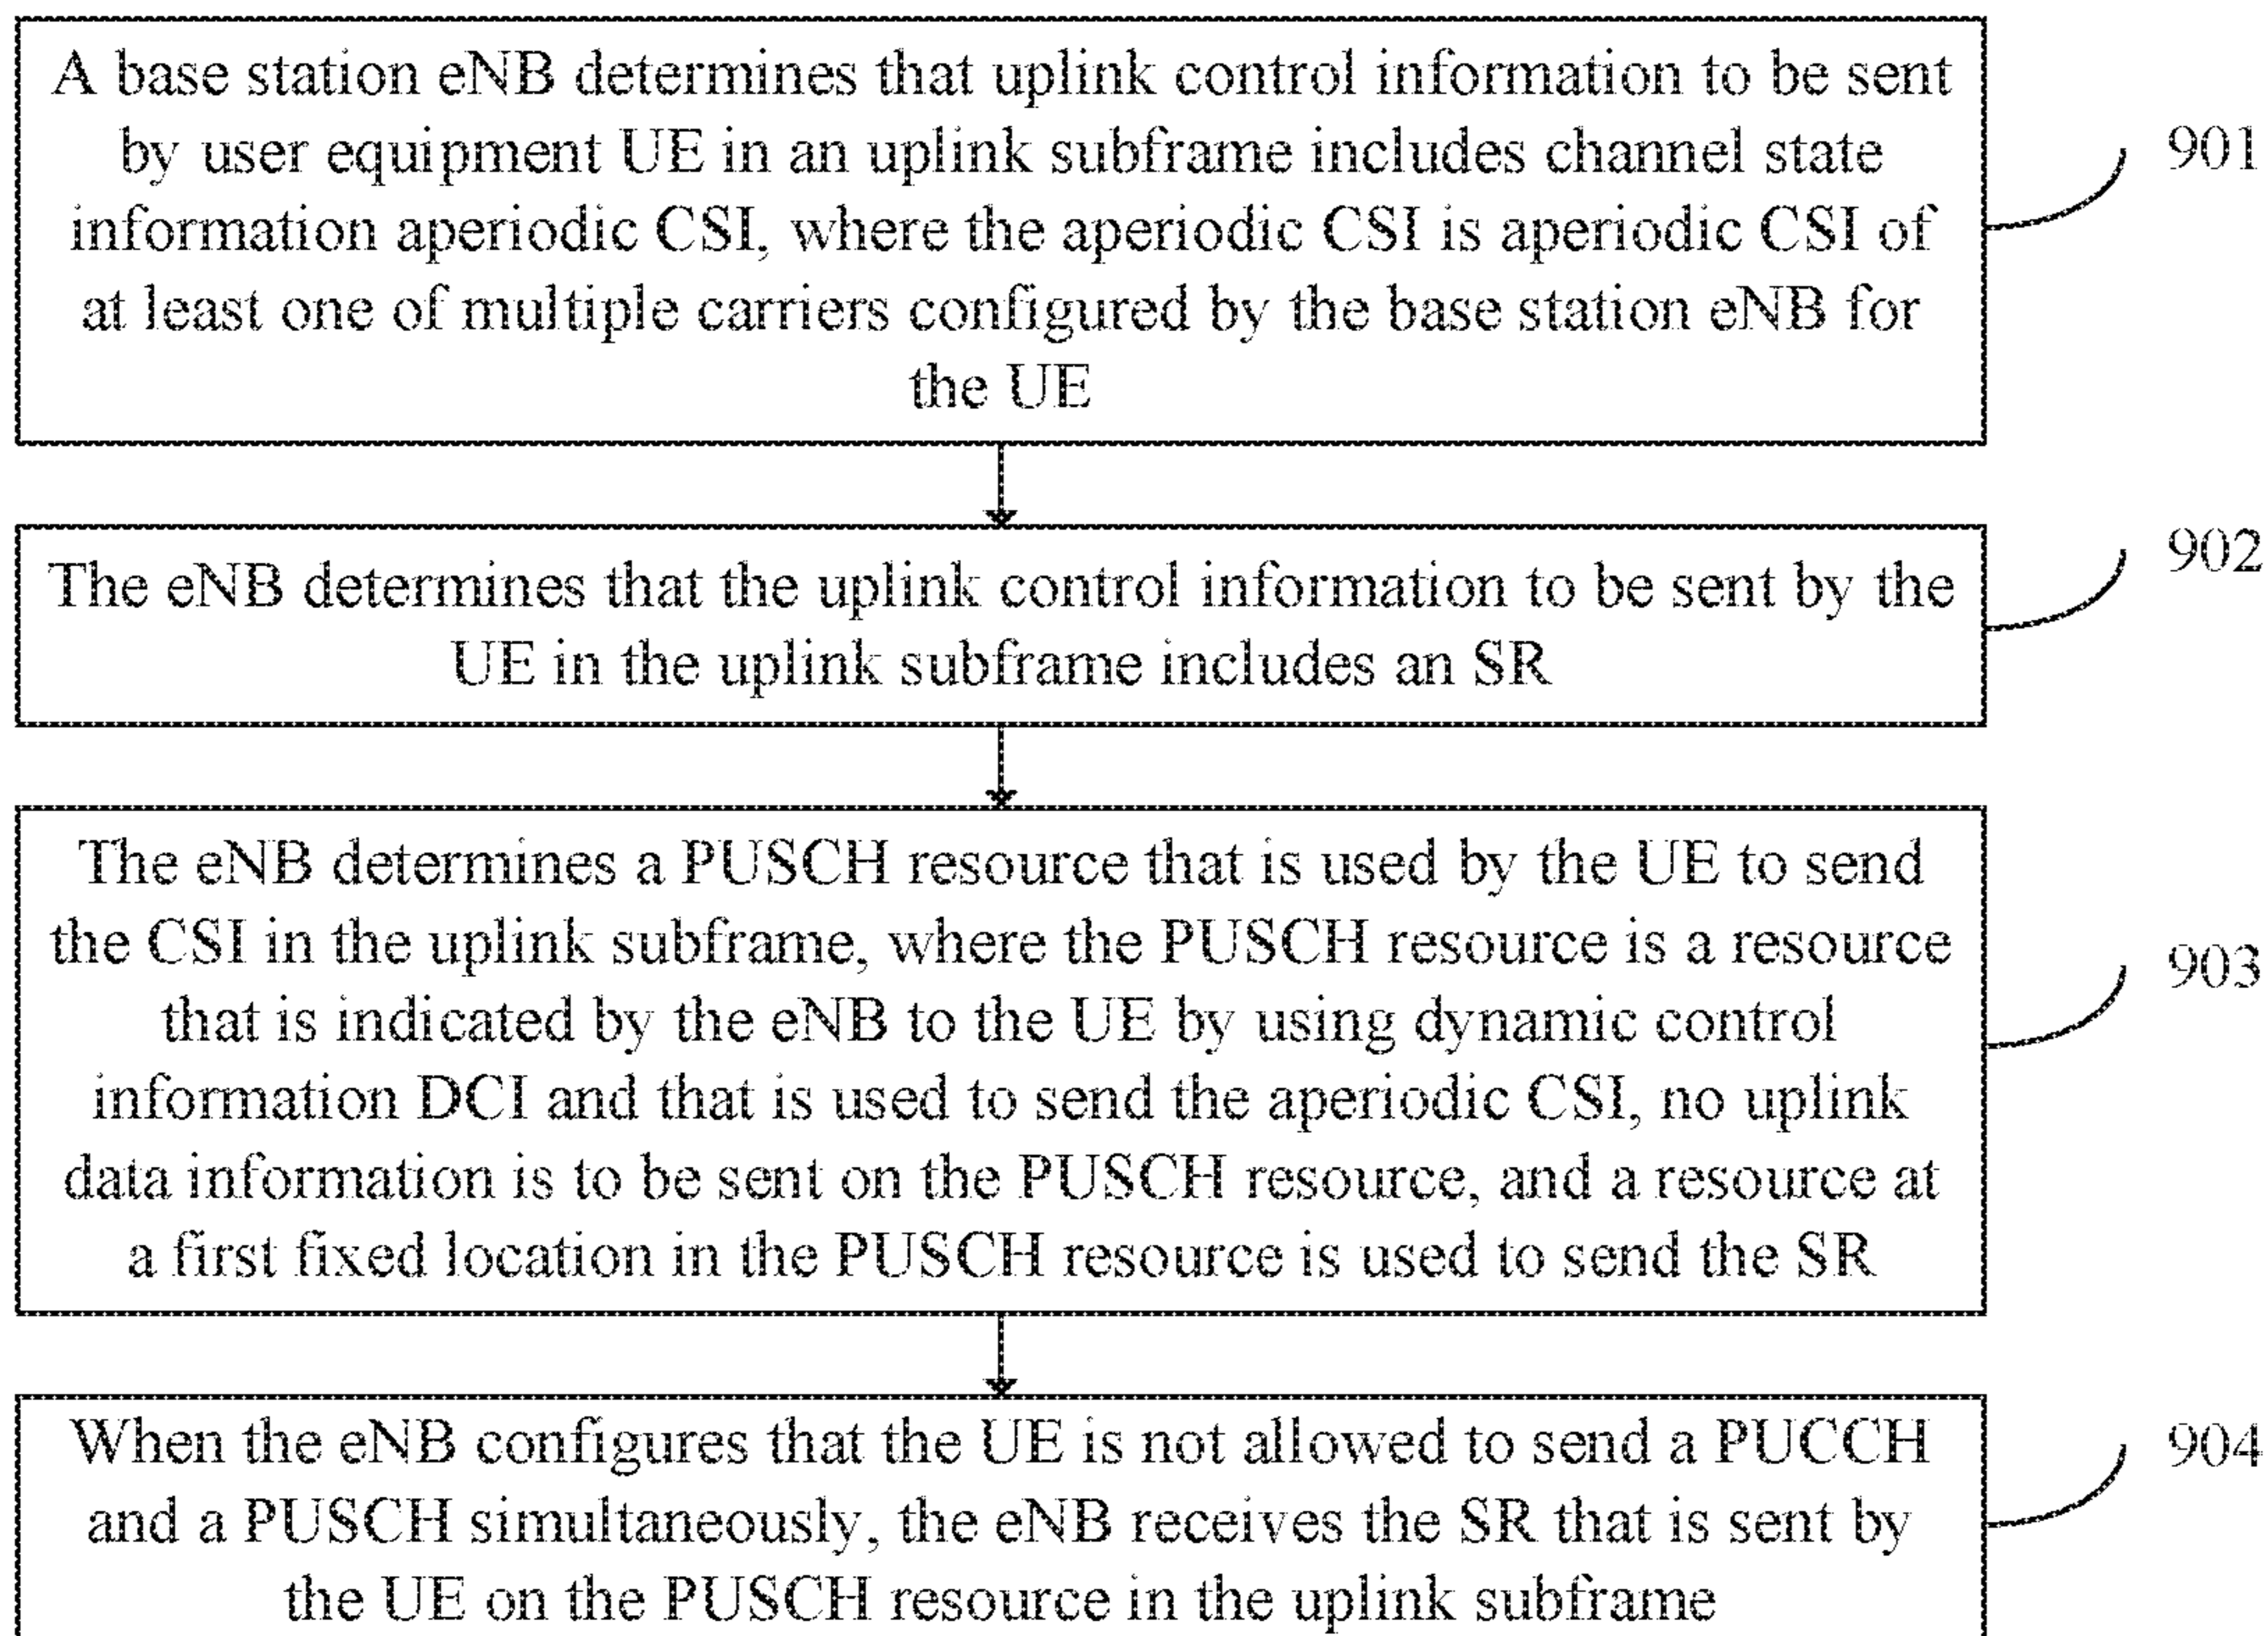 A base station eNB determines that uplink control information to be sent
by user equipment UE in an uplink subframe includes channel state
information aperiodic CSI, where the aperiodic CSI is aperiodic CSI of
at least one of multiple carriers configured by the base station eNB for
the UE
901
The eNB determines that the uplink control information to be sent by the
UE in the uplink subframe includes an SR
902
The eNB determines a PUSCH resource that is used by the UE to send
the CSI in the uplink subframe, where the PUSCH resource is a resource
that is indicated by the eNB to the UE by using dynamic control
information DCI and that is used to send the aperiodic CSI, no uplink
data information is to be sent on the PUSCH resource, and a resource at
a first fixed location in the PUSCH resource is used to send the SR
903
When the eNB configures that the UE is not allowed to send a PUCCH
and a PUSCH simultaneously, the eNB receives the SR that is sent by
the UE on the PUSCH resource in the uplink subframe
904